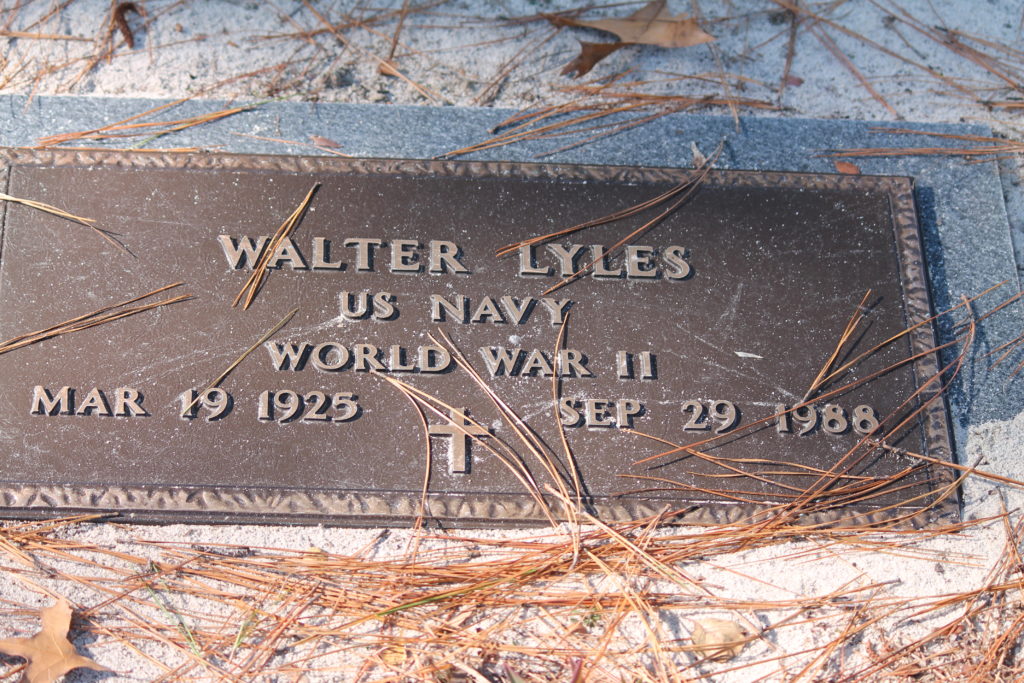 WALTER LYLES
US NAVY
WORLD WAR II
MAR 19 1925 SEP 29 1988